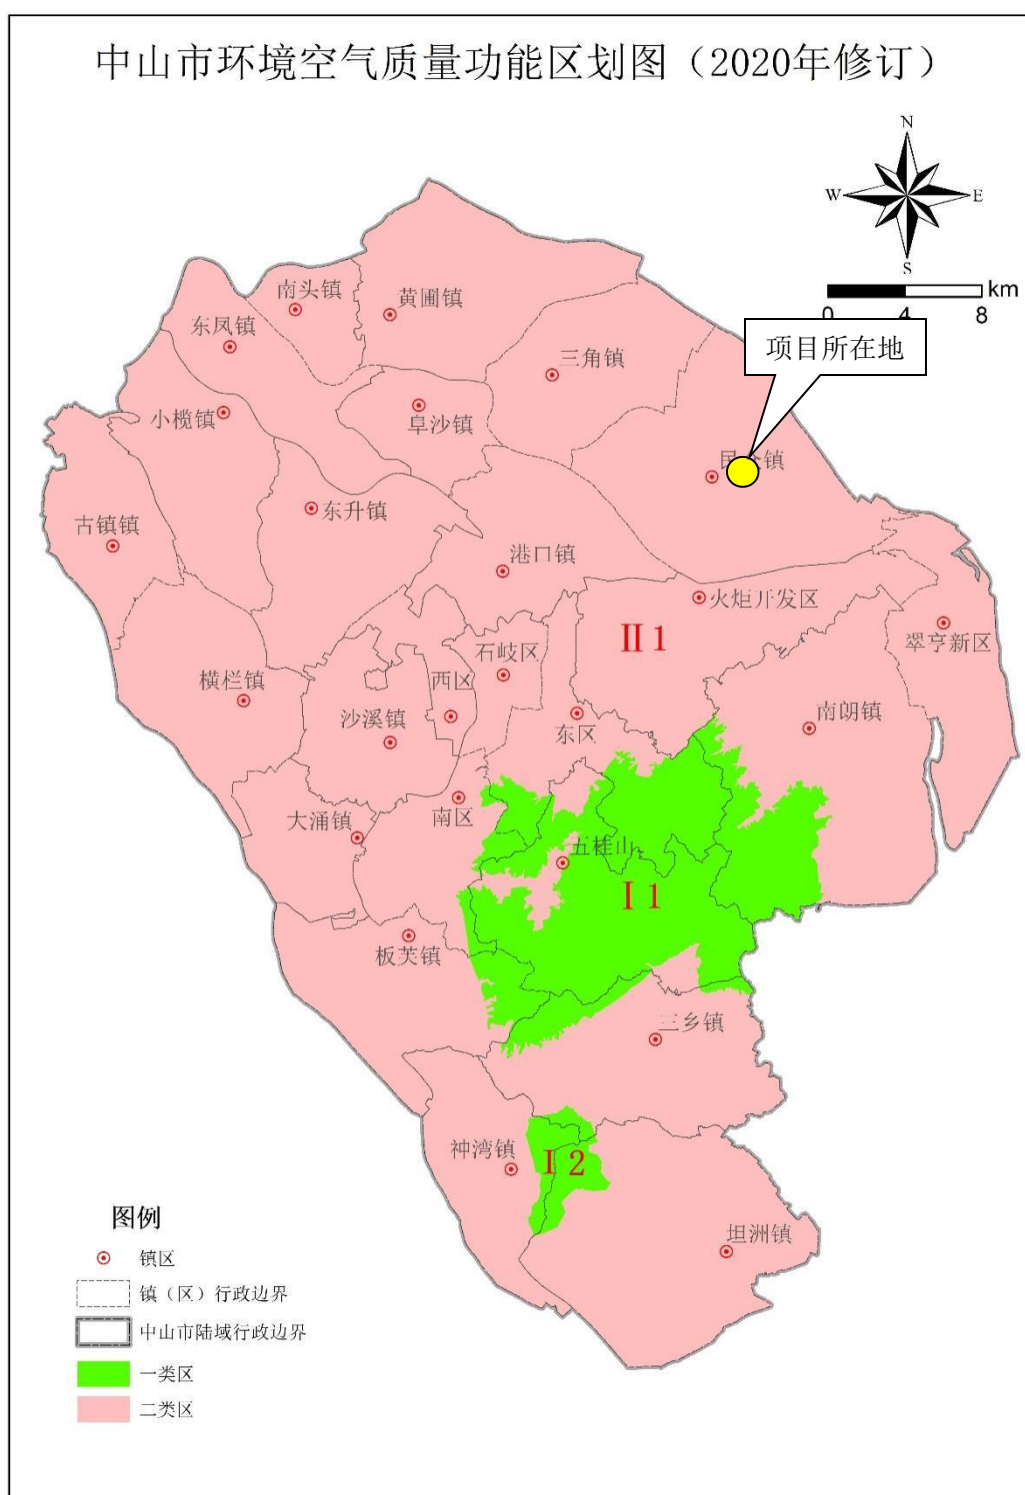 中山市环境空气质量功能区划图（2020年修订）
N
W
E
S
km
0
4
8
项目所在地
南头镇
黄圃镇
东凤镇
三角镇
小榄镇
阜沙镇
民
镇
古镇镇
东升镇
港口镇
火炬开发区
翠亨新区
Ⅱ1
石岐区
西区
横栏镇
沙溪镇
东区
南朗镇
大涌镇
南区
五桂山
Ⅰ1
板芙镇
三乡镇
神湾镇
Ⅰ2
坦洲镇
图例
镇区
镇（区）行政边界
中山市陆域行政边界
一类区
二类区